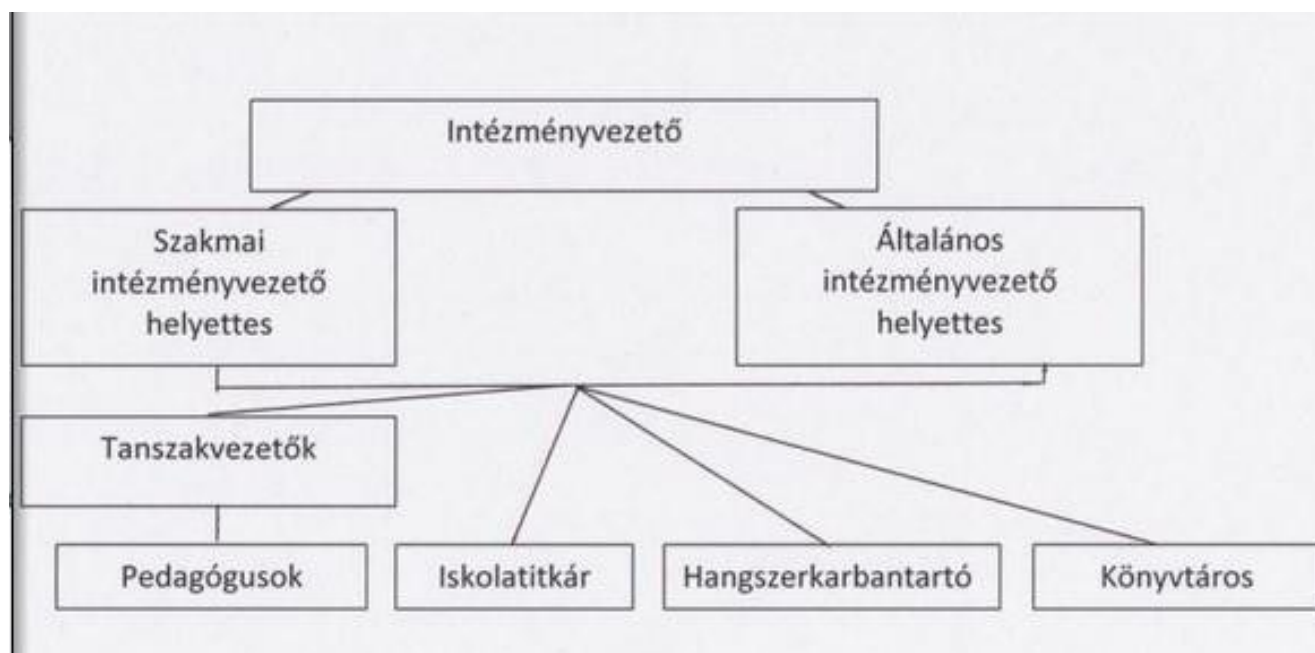 Intézményvezető
Szakmai
intézményvezető
helyettes
Általános
intézményvezető
helyettes
Tanszakvezetők
Pedagógusok
Iskolatitkár
Hangszerkarbantartó
Könyvtáros